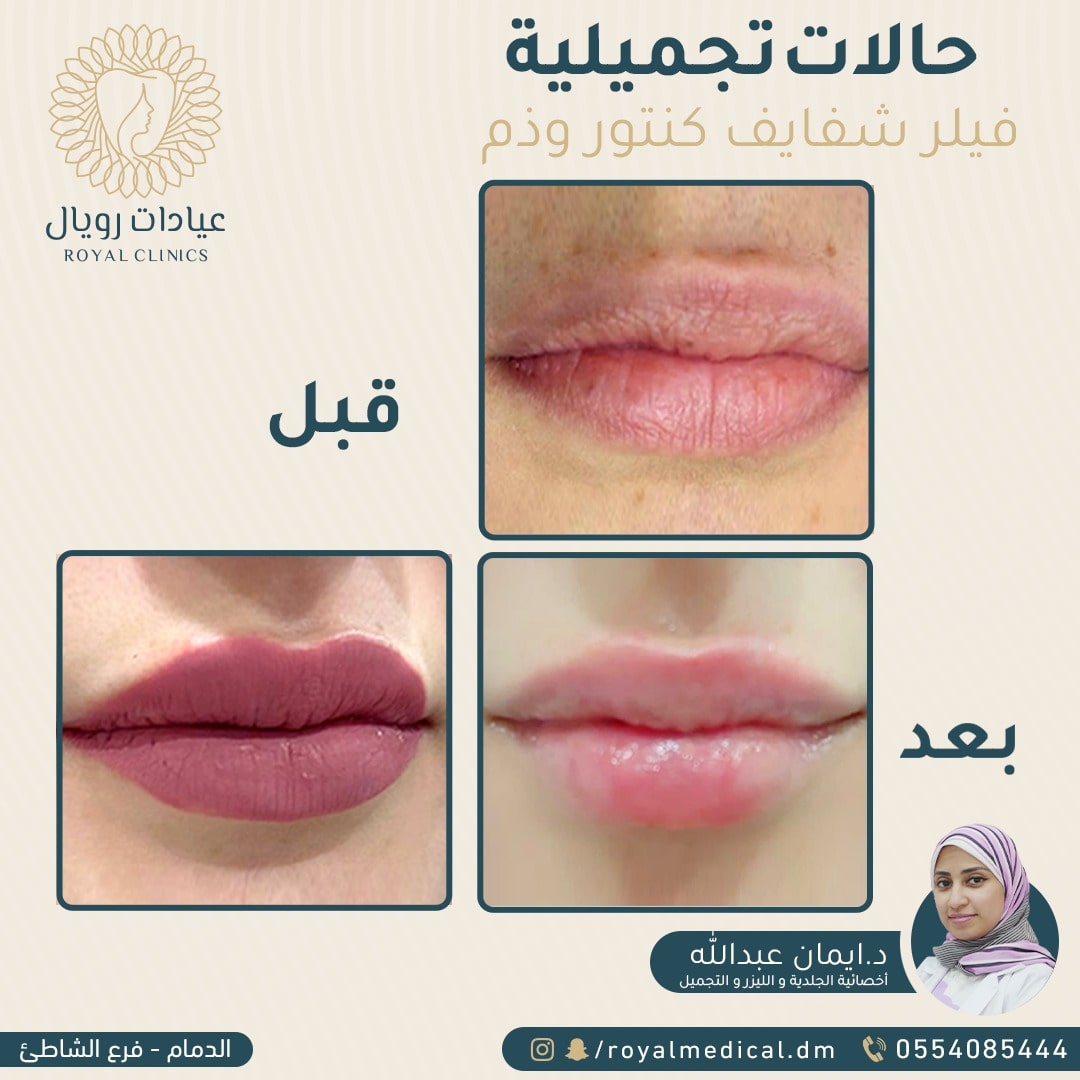 حالات تجميلية
فيلر شفايف كنتور وذم
عيادات رويال
ROYAL CLINICS
قبل
بعد
د.ايمان عبدالله
أخصائية الجلدية و الليزر و التجميل
الدمام - فرع الشاطئ
/royalmedical.dm
0554085444